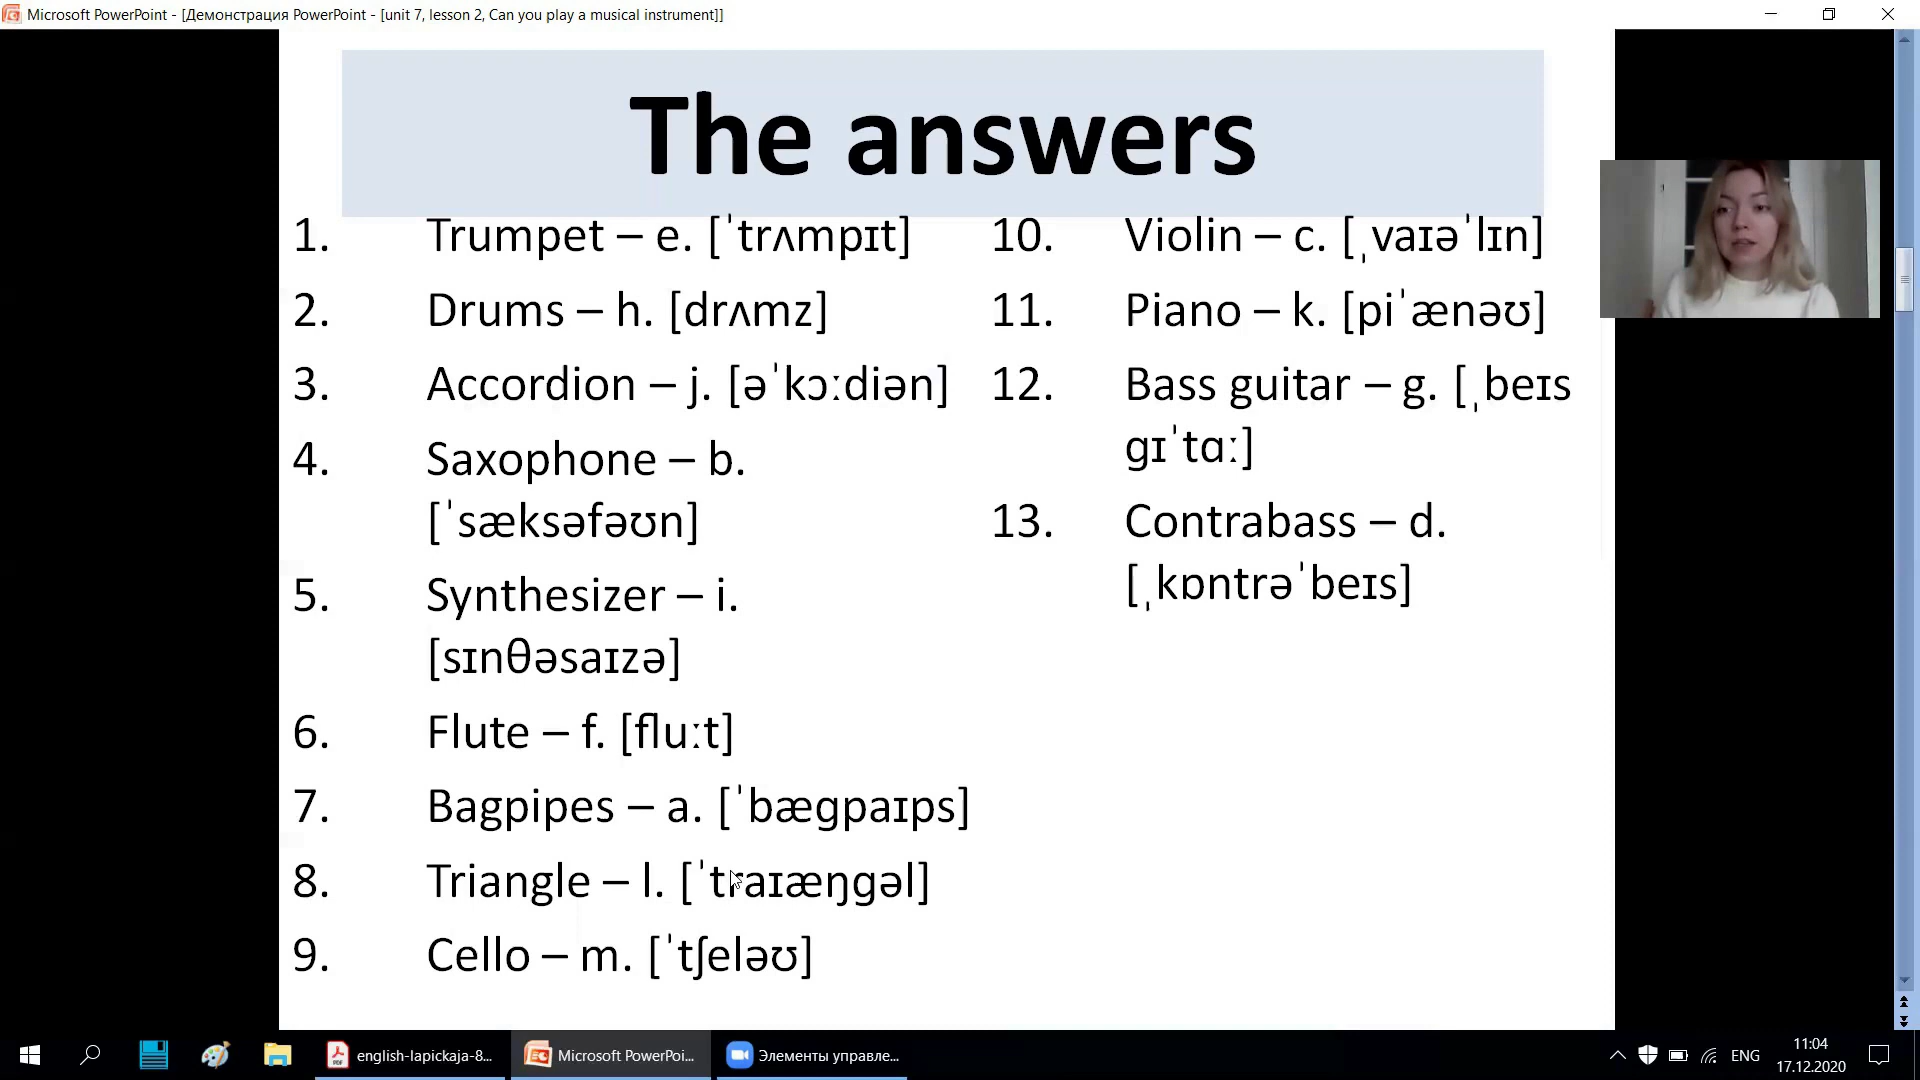 Microsoft PowerPoint - [Демонстрация PowerPoint - [unit 7, lesson 2, Can you play a musical instrument]]
The answers
1. Trumpet – e. [ˈtrʌmpɪt]
2. Drums – h. [drʌmz]
3. Accordion – j. [əˈkɔːdiən]
4. Saxophone – b.
[ˈsæksəfəʊn]
5. Synthesizer – i.
[sɪnθəsaɪzə]
6. Flute – f. [fluːt]
7. Bagpipes – a. [ˈbægpaɪps]
8. Triangle – l. [ˈtraɪæŋgəl]
9. Cello – m. [ˈtʃeləʊ]
10. Violin – c. [ˌvaɪəˈlɪn]
11. Piano – k. [piˈænəʊ]
12. Bass guitar – g. [ˌbeɪs
gɪˈtɑː]
13. Contrabass – d.
[ˌkɒntrəˈbeɪs]
english-lapickaja-8...
Microsoft PowerPoi...
Элементы управле...
ENG
11:04
17.12.2020